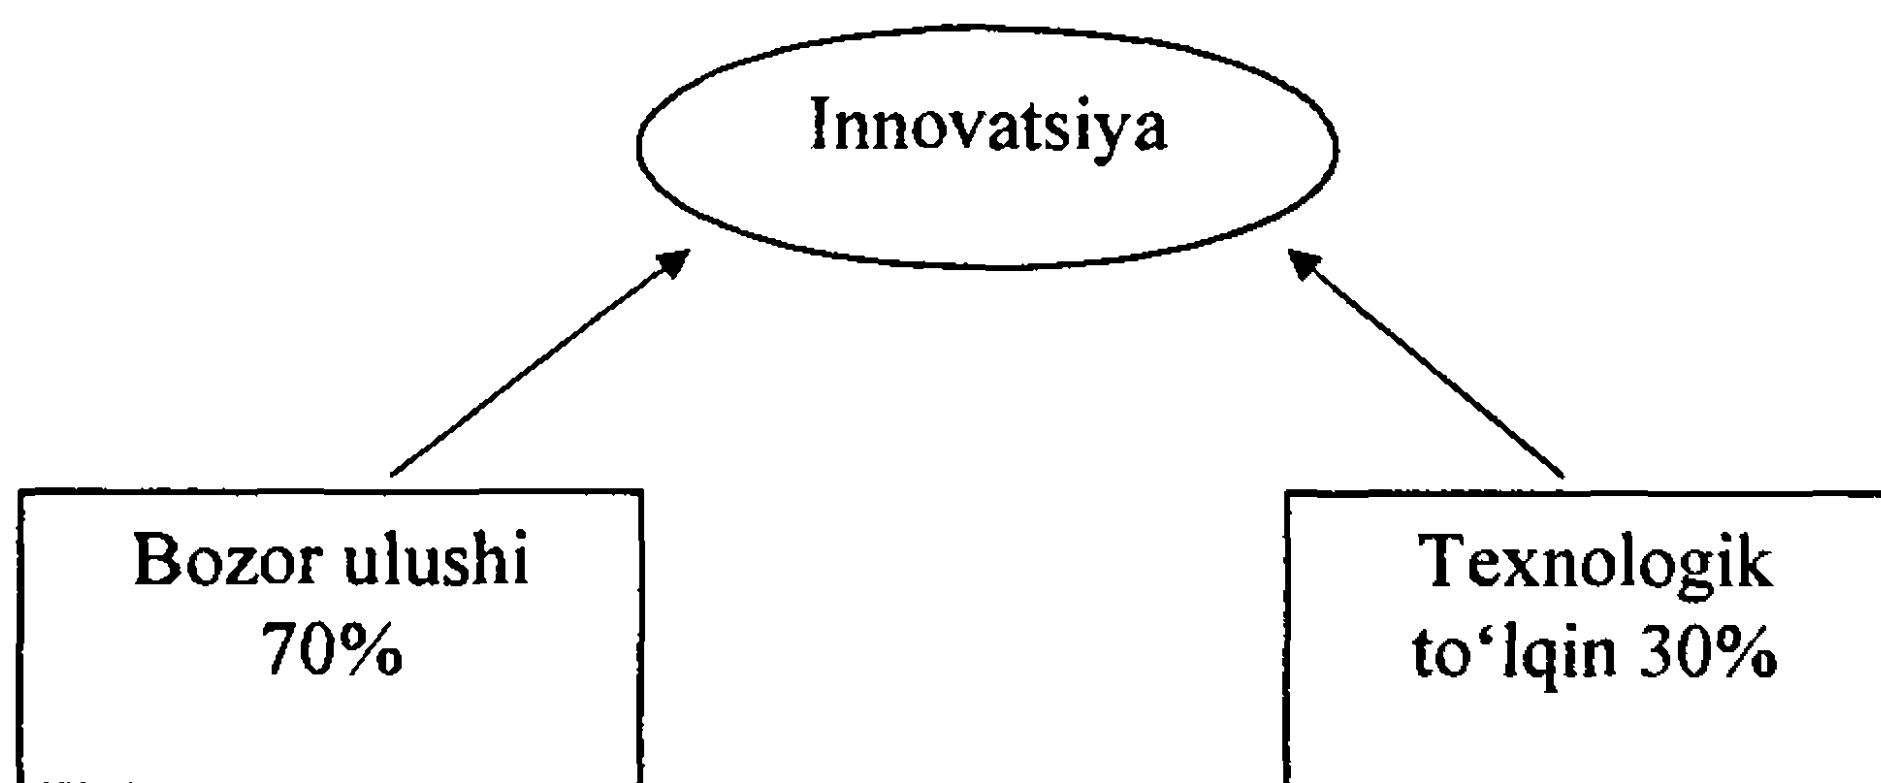 Innovatsiya
Bozor ulushi
70%
Texnologik
to‘lqin 30%